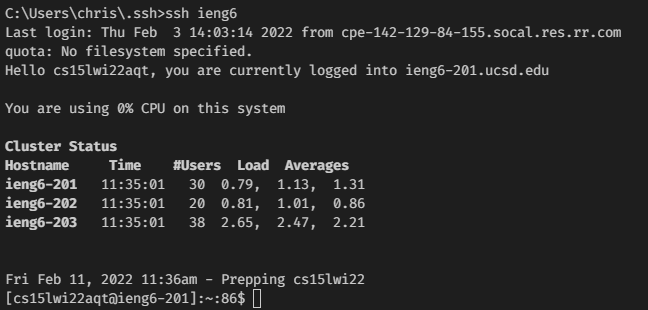 C:\Users\chris\.ssh>ssh ieng6
Last login: Thu Feb  3 14:03:14 2022 from cpe-142-129-84-155.socal.res.rr.com
quota: No filesystem specified.
Hello cs15lwi22aqt, you are currently logged into ieng6-201.ucsd.edu
You are using 0% CPU on this system
Cluster Status
Hostname     Time    #Users  Load  Averages
ieng6-201   11:35:01   30  0.79,  1.13,  1.31
ieng6-202   11:35:01   20  0.81,  1.01,  0.86
ieng6-203   11:35:01   38  2.65,  2.47,  2.21
Fri Feb 11, 2022 11:36am - Prepping cs15lwi22
[cs15lwi22aqt@ieng6-201]:~:86$